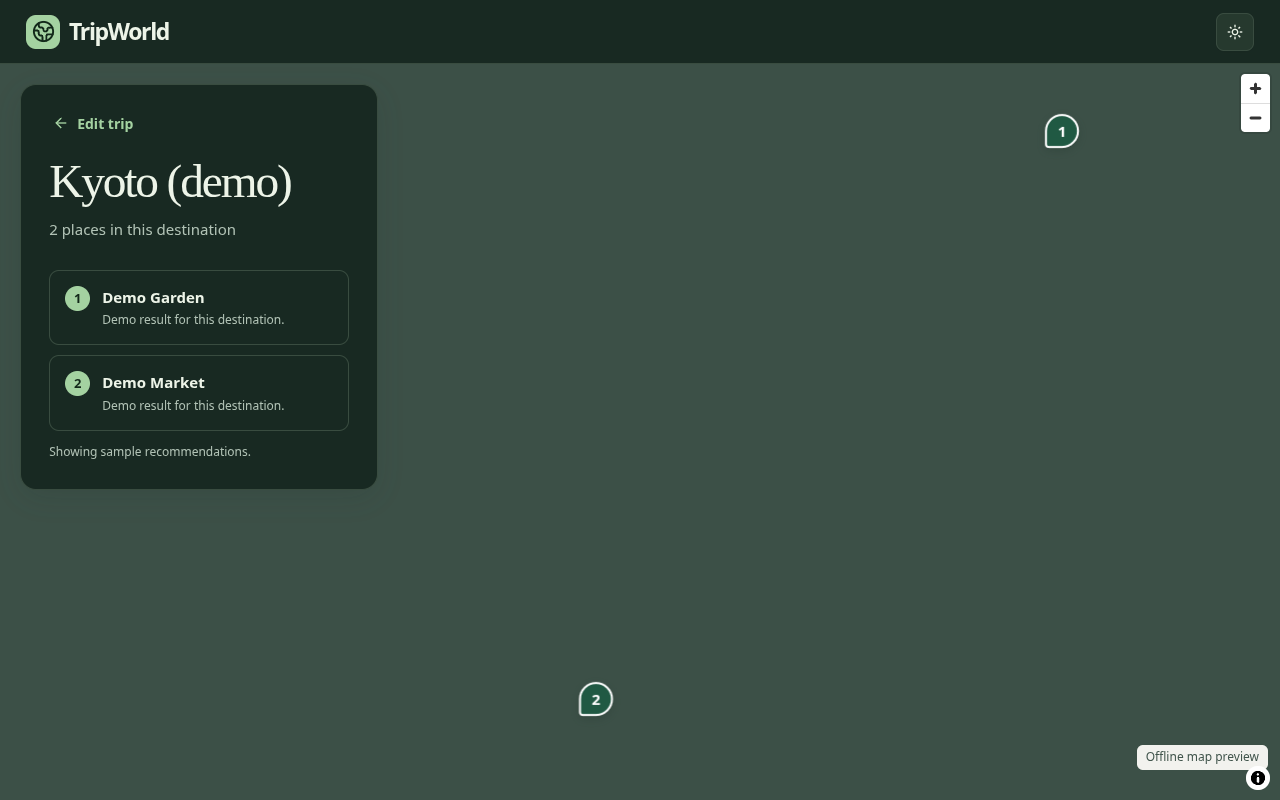 TripWorld
Edit trip
Kyoto (demo)
2 places in this destination
1
Demo Garden
Demo result for this destination.
2
Demo Market
Demo result for this destination.
Showing sample recommendations.
1
2
Offline map preview